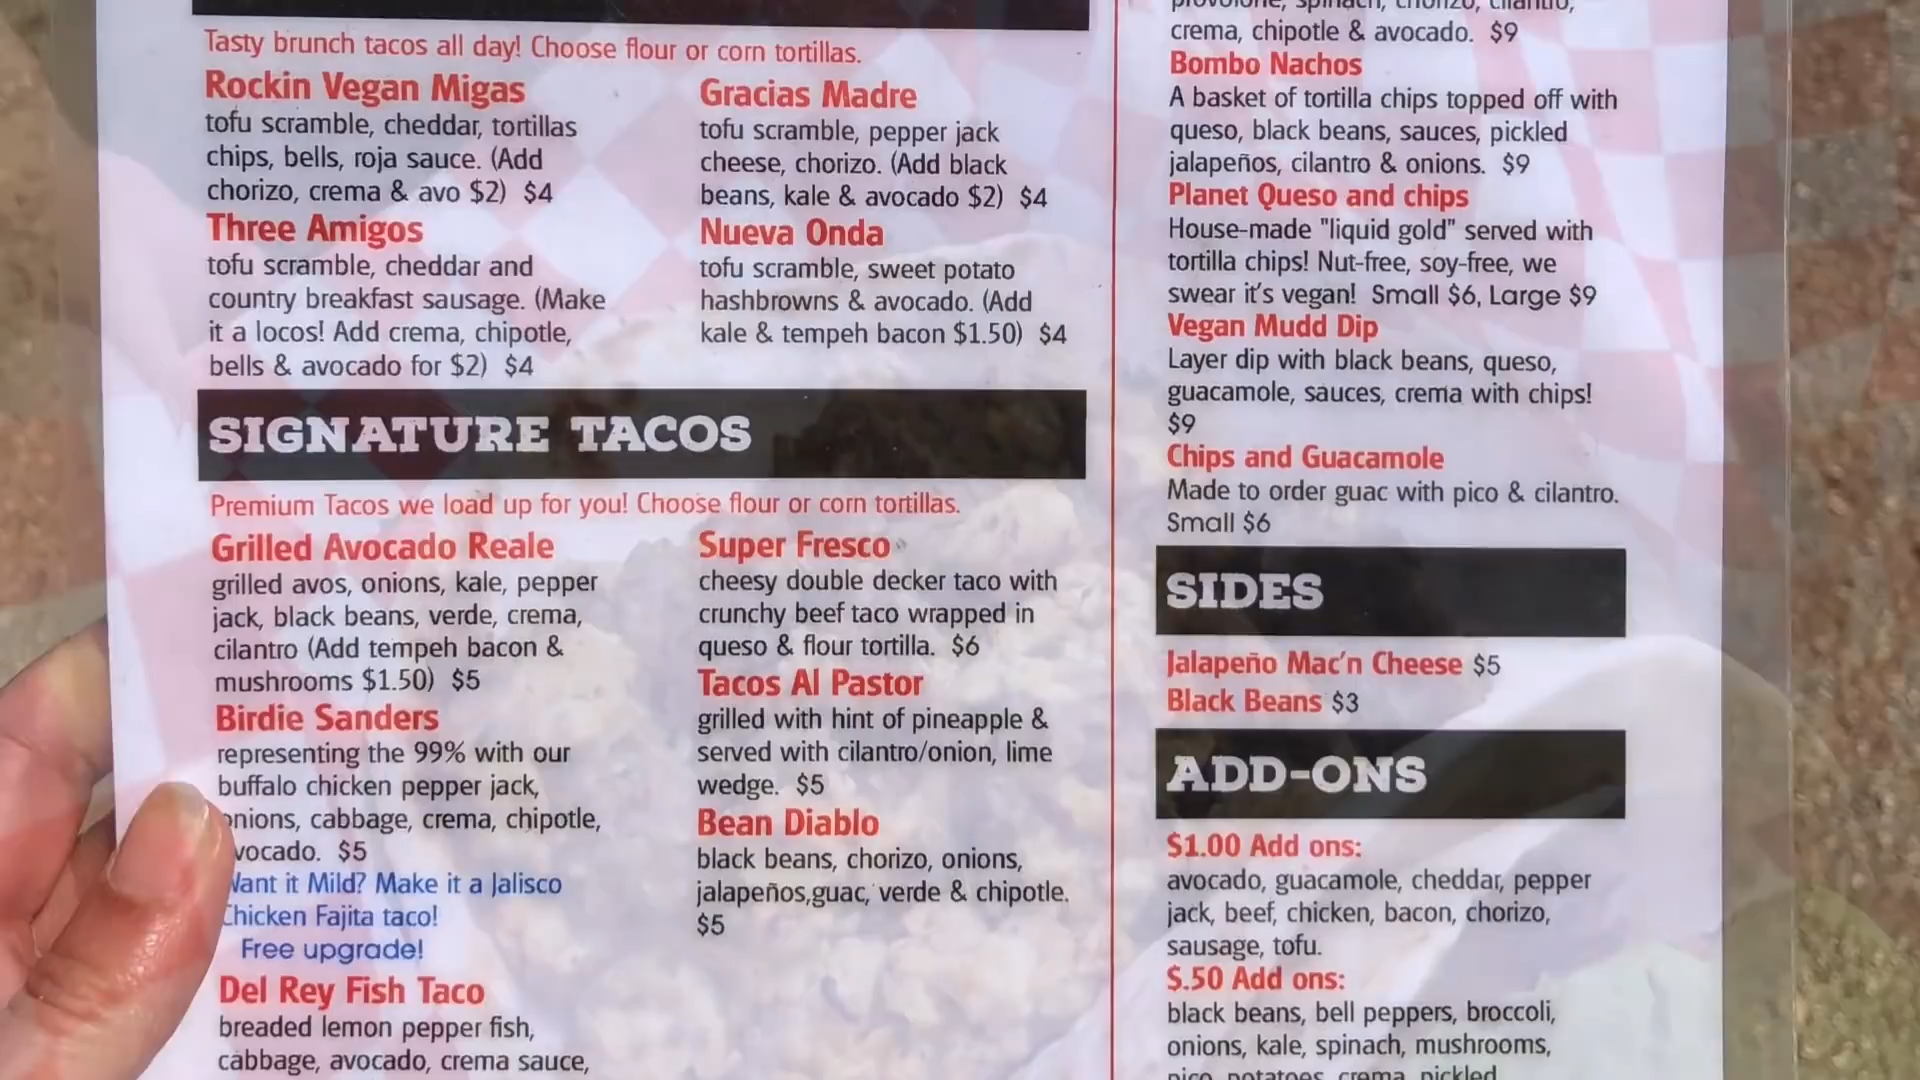 Tasty brunch tacos all day! Choose flour or corn tortillas.
Rockin Vegan Migas
tofu scramble, cheddar, tortillas
chips, bells, roja sauce. (Add
chorizo, crema & avo $2) $4
Three Amigos
tofu scramble, cheddar and
country breakfast sausage. (Make
it a locos! Add crema, chipotle,
bells & avocado for $2) $4
Gracias Madre
tofu scramble, pepper jack
cheese, chorizo. (Add black
beans, kale & avocado $2) $4
Nueva Onda
tofu scramble, sweet potato
hashbrowns & avocado. (Add
kale & tempeh bacon $1.50) $4
SIGNATURE TACOS
Premium Tacos we load up for you! Choose flour or corn tortillas.
Grilled Avocado Reale
grilled avos, onions, kale, pepper
jack, black beans, verde, crema,
cilantro (Add tempeh bacon &
mushrooms $1.50) $5
Birdie Sanders
representing the 99% with our
buffalo chicken pepper jack,
onions, cabbage, crema, chipotle,
vocado. $5
Want it Mild? Make it a Jalisco
Chicken Fajita taco!
Free upgrade!
Del Rey Fish Taco
breaded lemon pepper fish,
cabbage, avocado, crema sauce,
Super Fresco
cheesy double decker taco with
crunchy beef taco wrapped in
queso & flour tortilla. $6
Tacos Al Pastor
grilled with hint of pineapple &
served with cilantro/onion, lime
wedge. $5
Bean Diablo
black beans, chorizo, onions,
jalapeños,guac, verde & chipotle.
$5
provolone, spinach, chorizo, cilantro,
crema, chipotle & avocado. $9
Bombo Nachos
A basket of tortilla chips topped off with
queso, black beans, sauces, pickled
jalapeños, cilantro & onions. $9
Planet Queso and chips
House-made "liquid gold" served with
tortilla chips! Nut-free, soy-free, we
swear it's vegan! Small $6, Large $9
Vegan Mudd Dip
Layer dip with black beans, queso,
guacamole, sauces, crema with chips!
$9
Chips and Guacamole
Made to order guac with pico & cilantro.
Small $6
SIDES
Jalapeño Mac'n Cheese $5
Black Beans $3
ADD-ONS
$1.00 Add ons:
avocado, guacamole, cheddar, pepper
jack, beef, chicken, bacon, chorizo,
sausage, tofu.
$.50 Add ons:
black beans, bell peppers, broccoli,
onions, kale, spinach, mushrooms,
pico, potatoes, crema, pickled